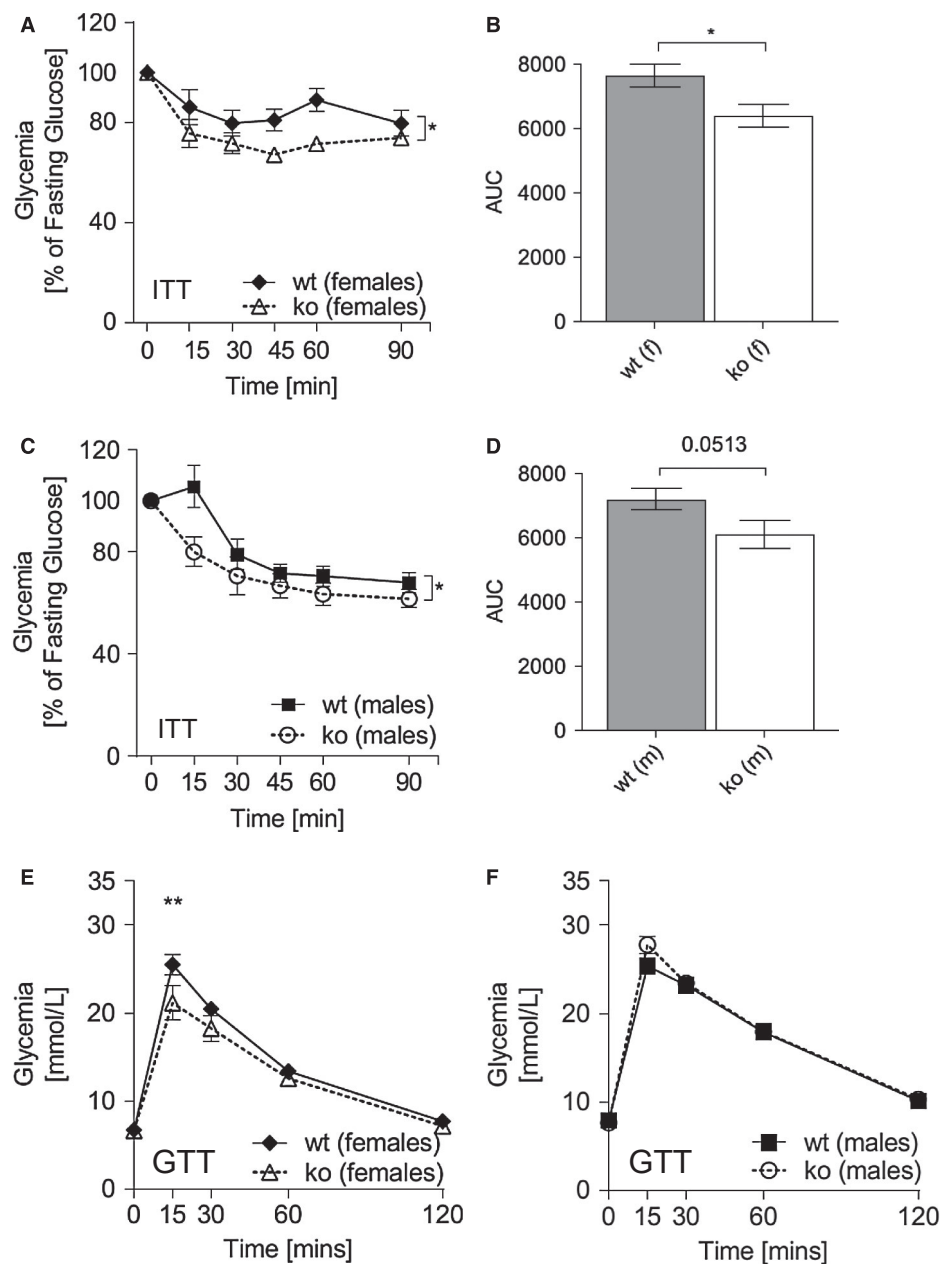 A
Glycemia
[% of Fasting Glucose]
120
100
80
40
0
*
ITT
wt (females)
ko (females)
0 15 30 45 60 90
Time [min]
B
*
AUC
8000
6000
4000
2000
0
wt (f)
ko (f)
C
Glycemia
[% of Fasting Glucose]
120
100
80
40
0
*
ITT
wt (males)
ko (males)
0 15 30 45 60 90
Time [min]
D
0.0513
AUC
8000
6000
4000
2000
0
wt (m)
ko (m)
E
Glycemia
[mmol/L]
35
30
20
10
0
**
GTT
wt (females)
ko (females)
0 15 30 60 120
Time [mins]
F
Glycemia
[mmol/L]
35
30
20
10
0
GTT
wt (males)
ko (males)
0 15 30 60 120
Time [mins]